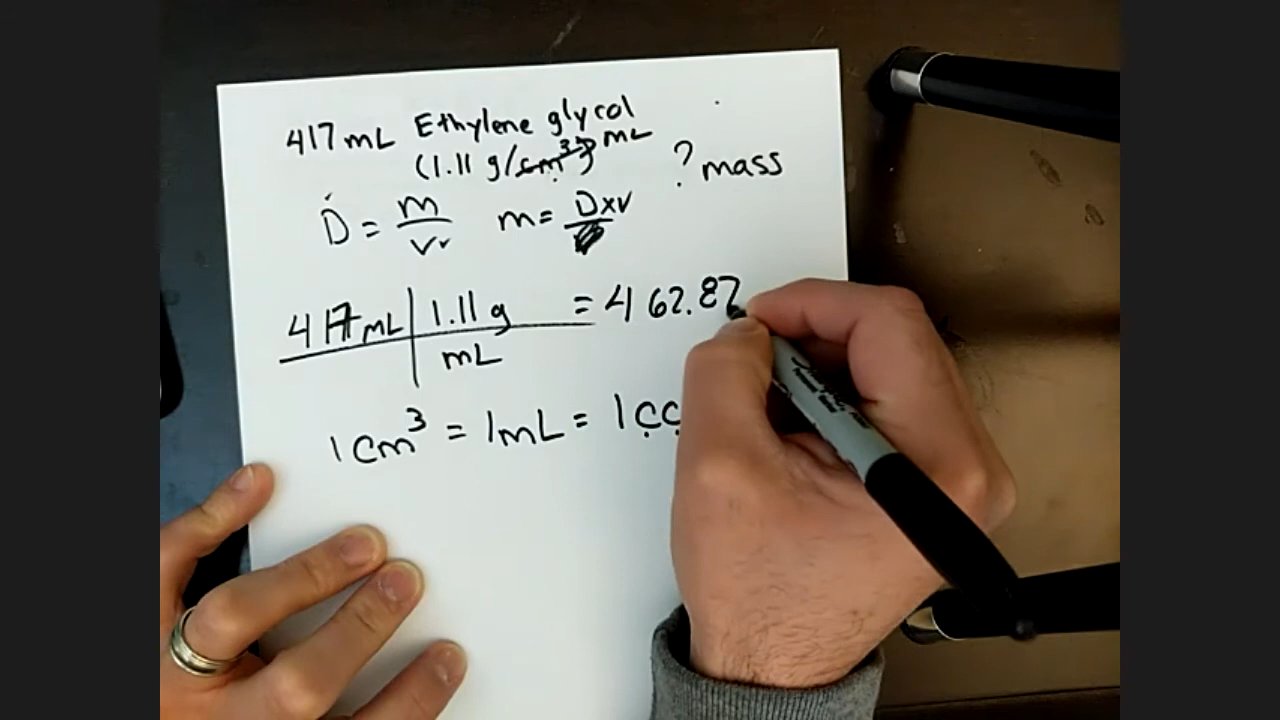 417 mL Ethylene glycol
(1.11 g/cm³) mL
? mass
D = m/V m = D×V
417 mL | 1.11 g = 462.87
mL
1 cm³ = 1 mL = 1 cc